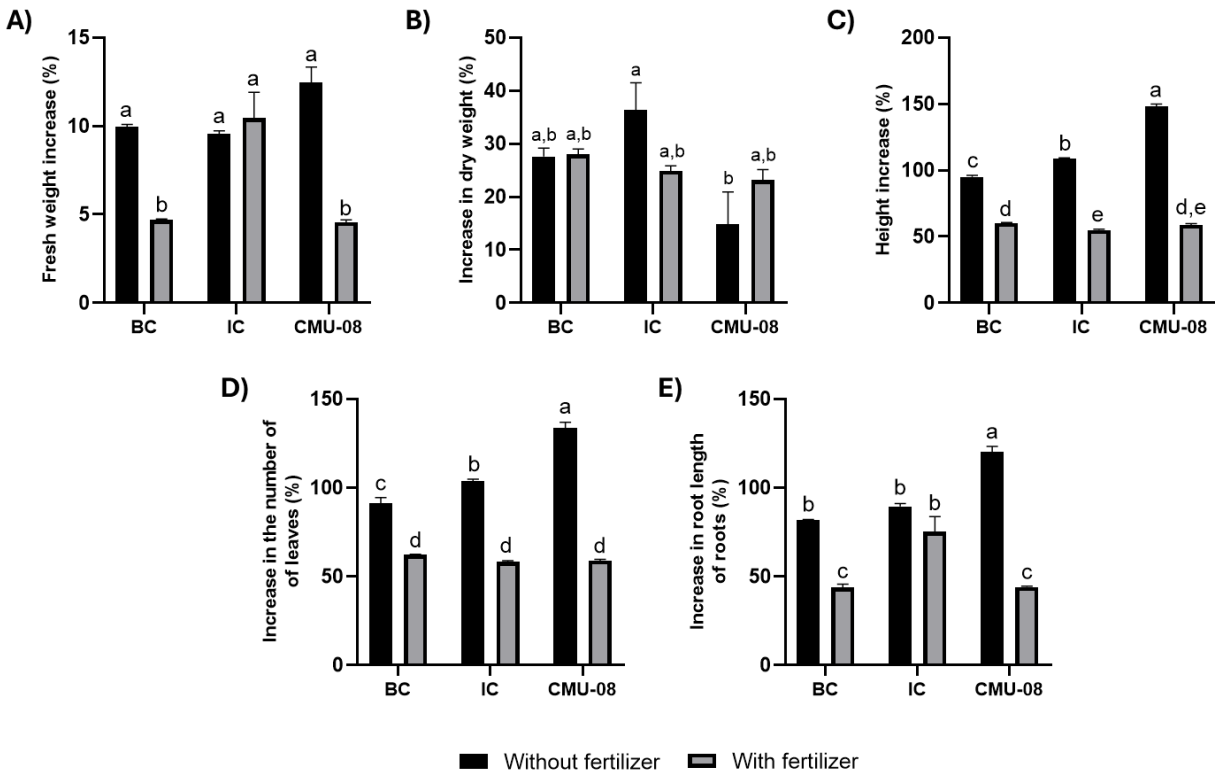 A)
Fresh weight increase (%)
15
10
5
0
a
b
a
a
a
b
BC
IC
CMU-08
B)
Increase in dry weight (%)
50
40
30
20
10
0
a,b
a,b
a
a,b
b
a,b
BC
IC
CMU-08
C)
Height increase (%)
200
150
100
50
0
c
d
b
e
a
d,e
BC
IC
CMU-08
D)
Increase in the number of
of leaves (%)
150
100
50
0
c
d
b
d
a
d
BC
IC
CMU-08
E)
Increase in root length
of roots (%)
150
100
50
0
b
c
b
b
a
c
BC
IC
CMU-08
Without fertilizer
With fertilizer